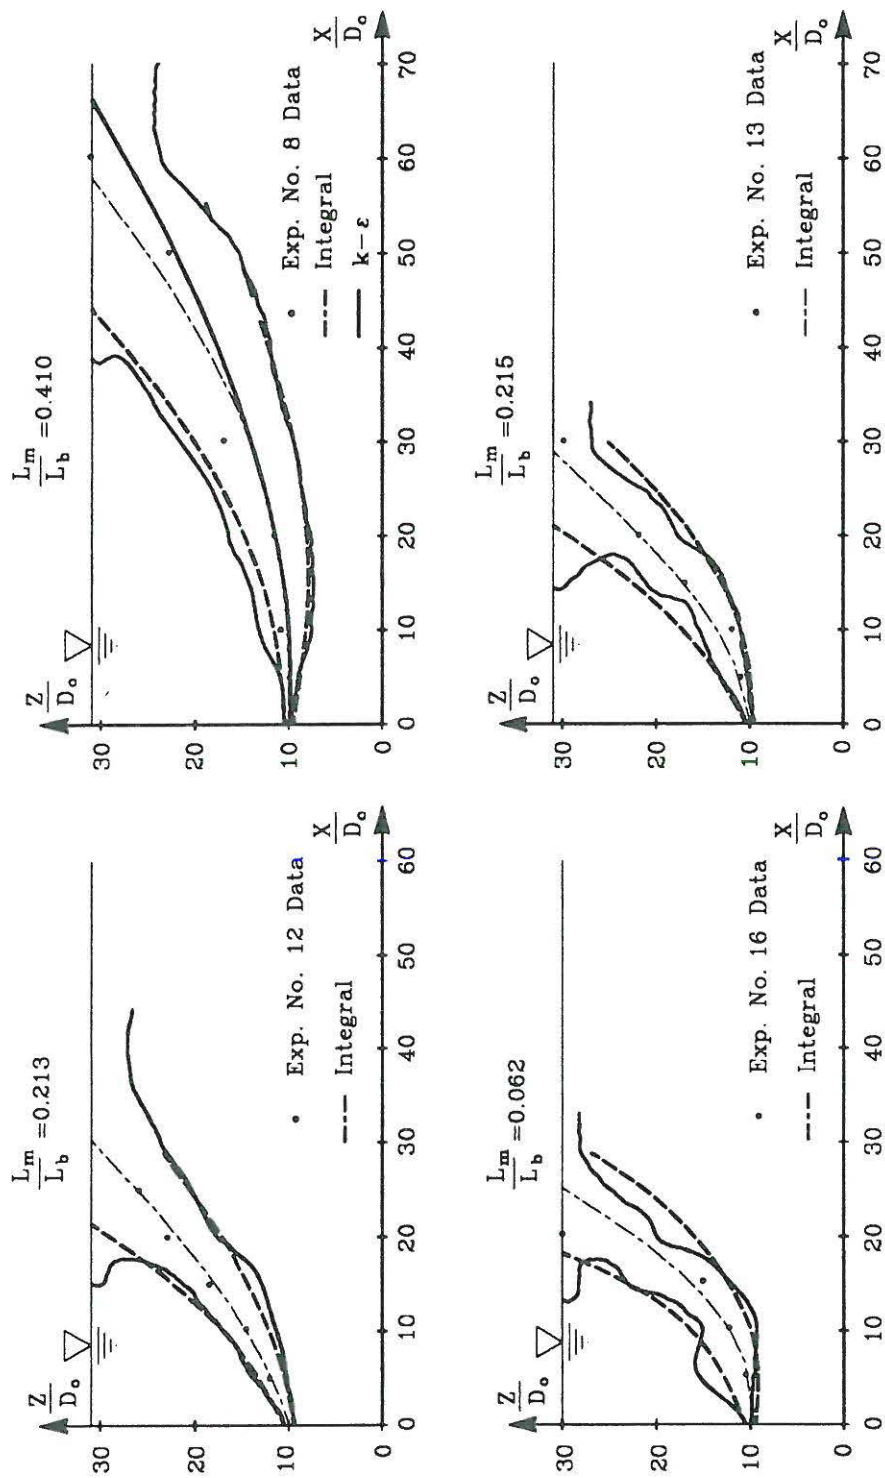 Z/D₀
L_m/L_b =0.213
30
20
10
0
• Exp. No. 12 Data
–·– Integral
X/D₀
0 10 20 30 40 50 60
Z/D₀
L_m/L_b =0.410
30
20
10
0
• Exp. No. 8 Data
–·– Integral
— k-ε
X/D₀
0 10 20 30 40 50 60 70
Z/D₀
L_m/L_b =0.062
30
20
10
0
• Exp. No. 16 Data
–·– Integral
X/D₀
0 10 20 30 40 50 60
Z/D₀
L_m/L_b =0.215
30
20
10
0
• Exp. No. 13 Data
–·– Integral
X/D₀
0 10 20 30 40 50 60 70